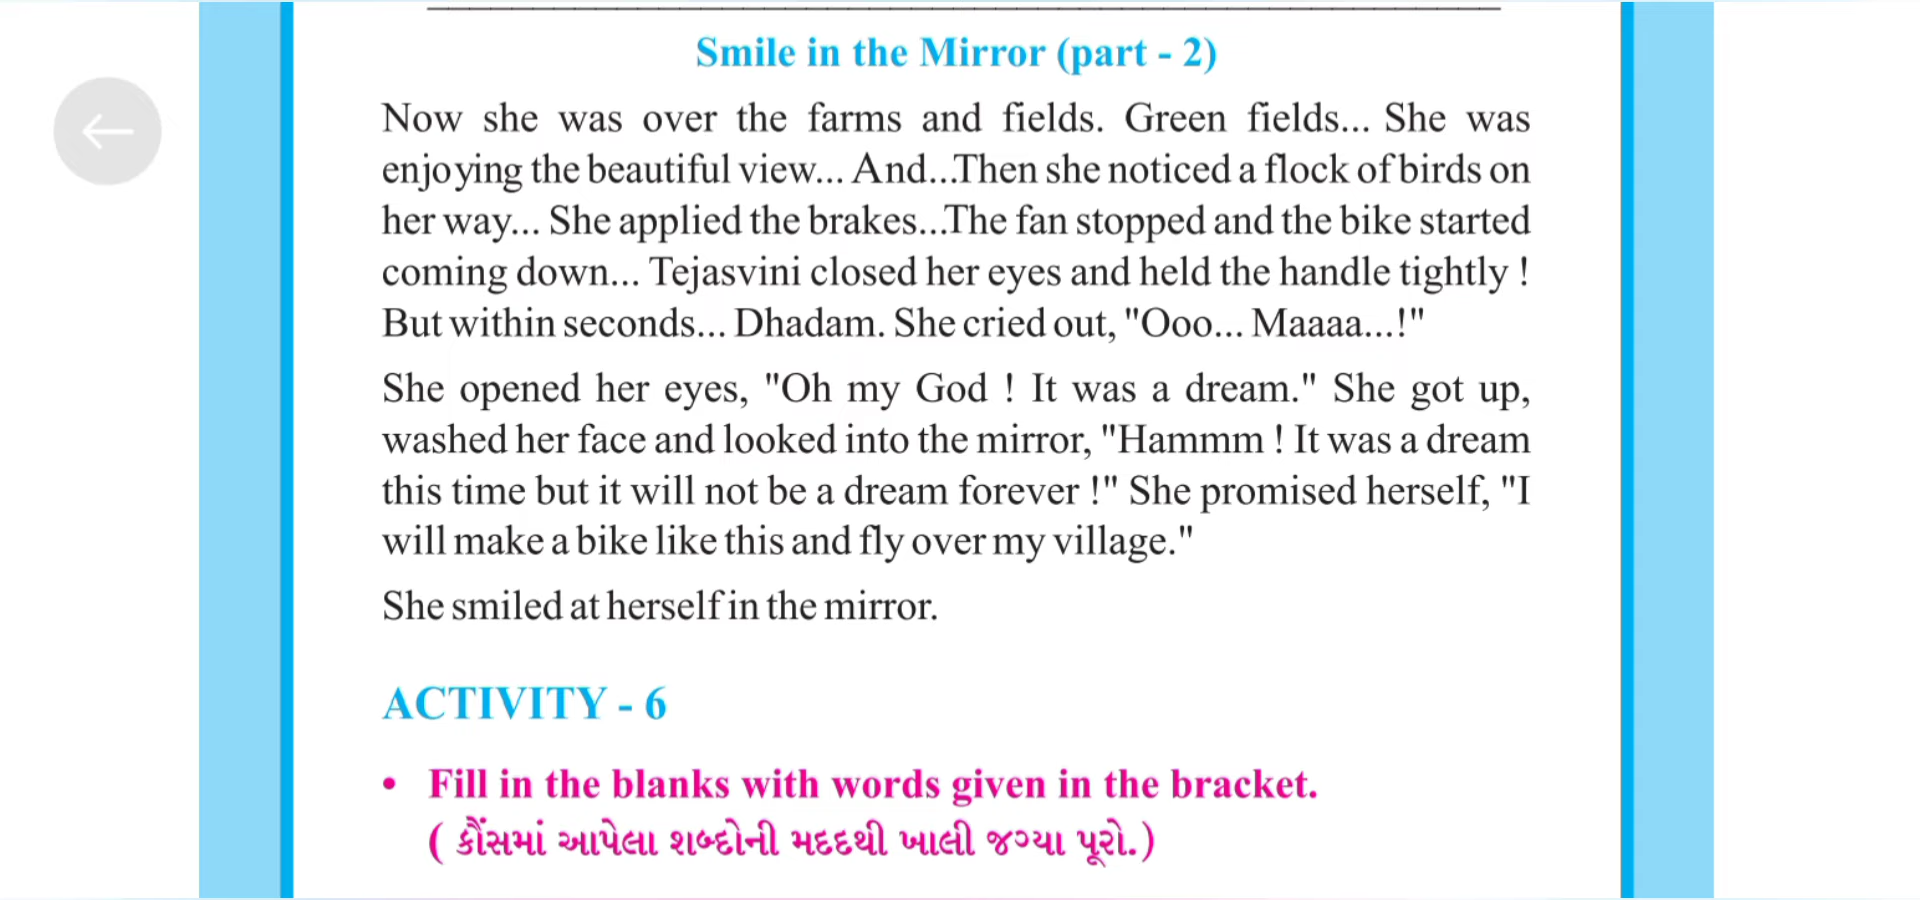 Smile in the Mirror (part - 2)
Now she was over the farms and fields. Green fields... She was
enjoying the beautiful view... And...Then she noticed a flock of birds on
her way... She applied the brakes...The fan stopped and the bike started
coming down... Tejasvini closed her eyes and held the handle tightly !
But within seconds... Dhadam. She cried out, "Ooo... Maaaa...!"
She opened her eyes, "Oh my God ! It was a dream." She got up,
washed her face and looked into the mirror, "Hammm ! It was a dream
this time but it will not be a dream forever !" She promised herself, "I
will make a bike like this and fly over my village."
She smiled at herself in the mirror.
ACTIVITY - 6
• Fill in the blanks with words given in the bracket.
( કૌંસમાં આપેલા શબ્દોની મદદથી ખાલી જગ્યા પૂરો.)